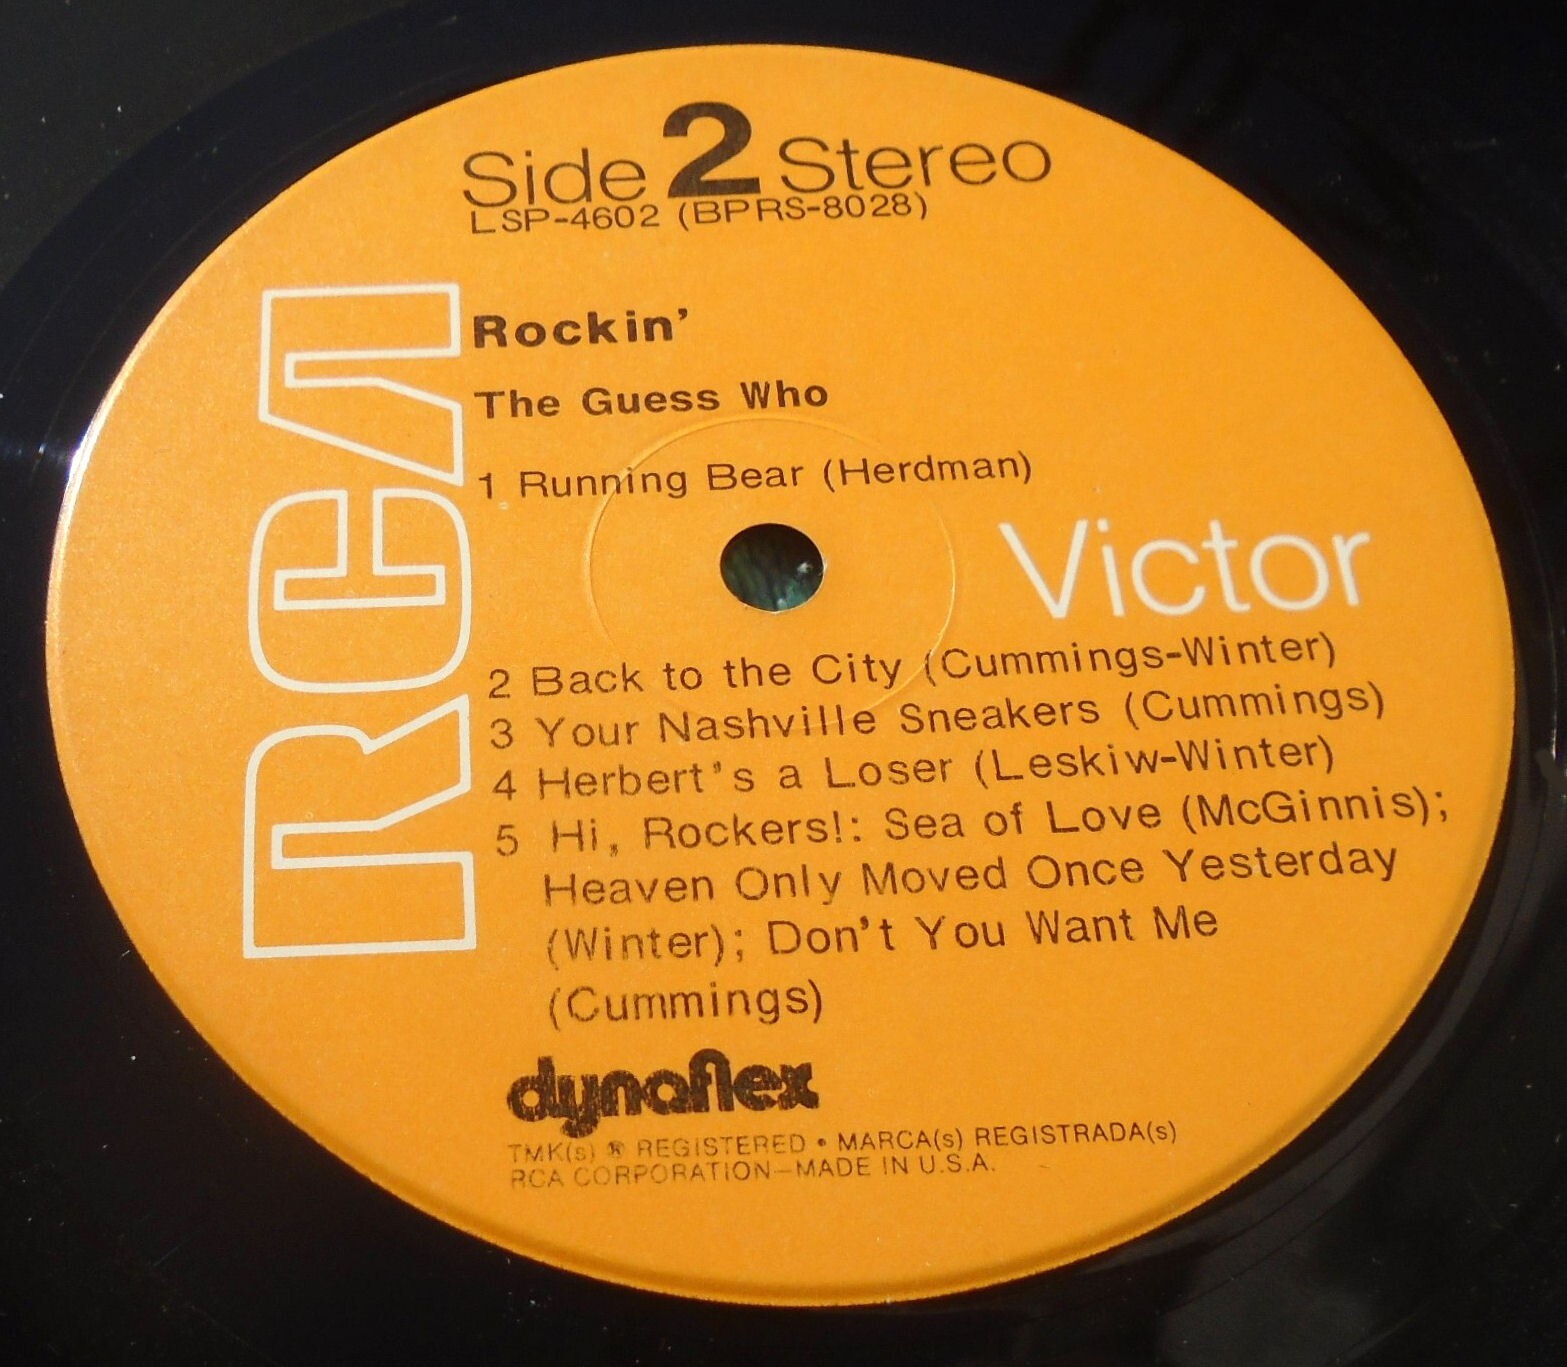 Side 2 Stereo
LSP-4602 (BPRS-8028)
RCA
Rockin'
The Guess Who
1 Running Bear (Herdman)
Victor
2 Back to the City (Cummings-Winter)
3 Your Nashville Sneakers (Cummings)
4 Herbert's a Loser (Leskiw-Winter)
5 Hi, Rockers!: Sea of Love (McGinnis);
Heaven Only Moved Once Yesterday
(Winter); Don't You Want Me
(Cummings)
dynaflex
TMK(s) ® REGISTERED • MARCA(s) REGISTRADA(s)
RCA CORPORATION—MADE IN U.S.A.